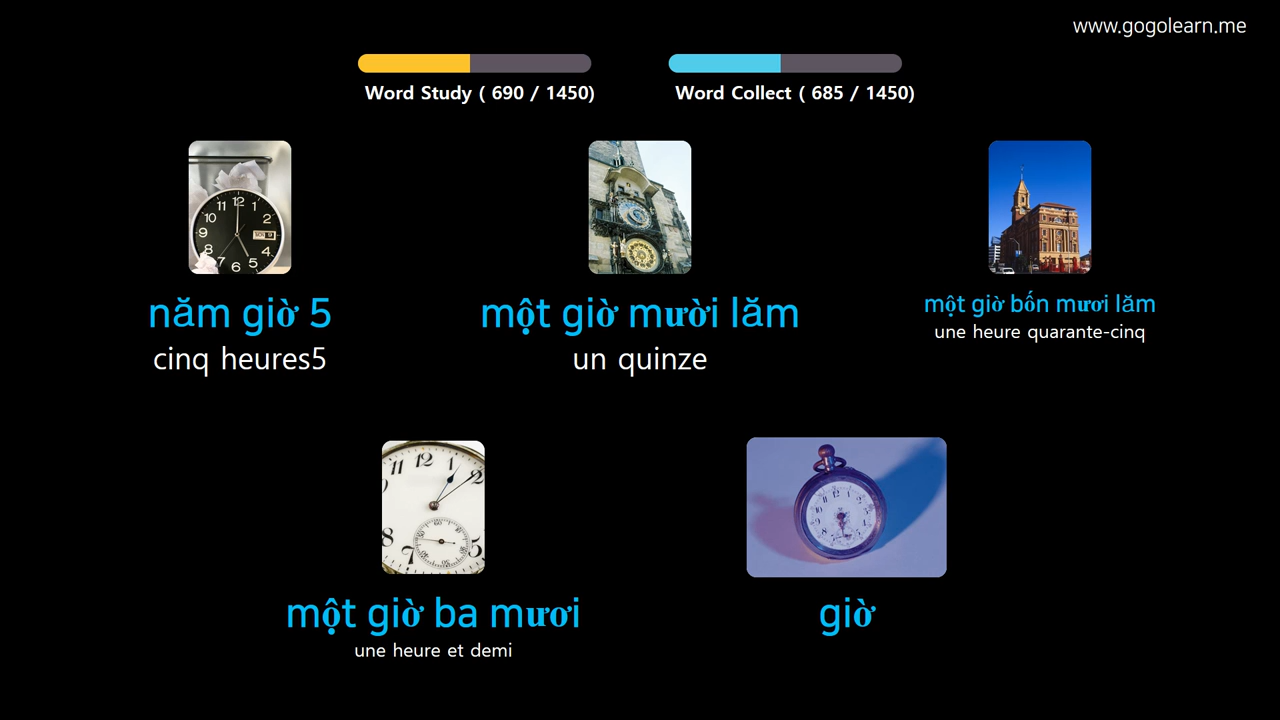 www.gogolearn.me
Word Study ( 690 / 1450)
Word Collect ( 685 / 1450)
năm giờ 5
cinq heures5
một giờ mười lăm
un quinze
một giờ bốn mươi lăm
une heure quarante-cinq
một giờ ba mươi
une heure et demi
giờ